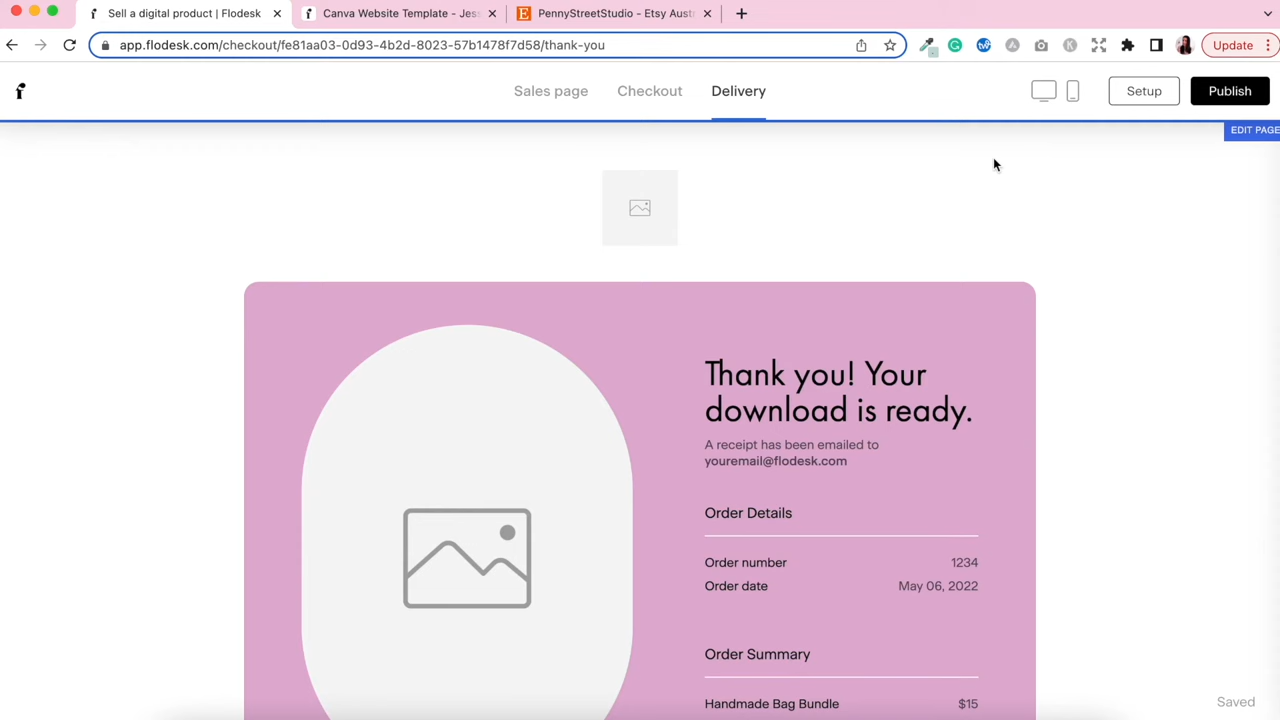 Sell a digital product | Flodesk
Canva Website Template - Jess
PennyStreetStudio - Etsy Austr
app.flodesk.com/checkout/fe81aa03-0d93-4b2d-8023-57b1478f7d58/thank-you
Update
Sales page
Checkout
Delivery
Setup
Publish
EDIT PAGE
Thank you! Your
download is ready.
A receipt has been emailed to
youremail@flodesk.com
Order Details
Order number 1234
Order date May 06, 2022
Order Summary
Handmade Bag Bundle $15
Saved